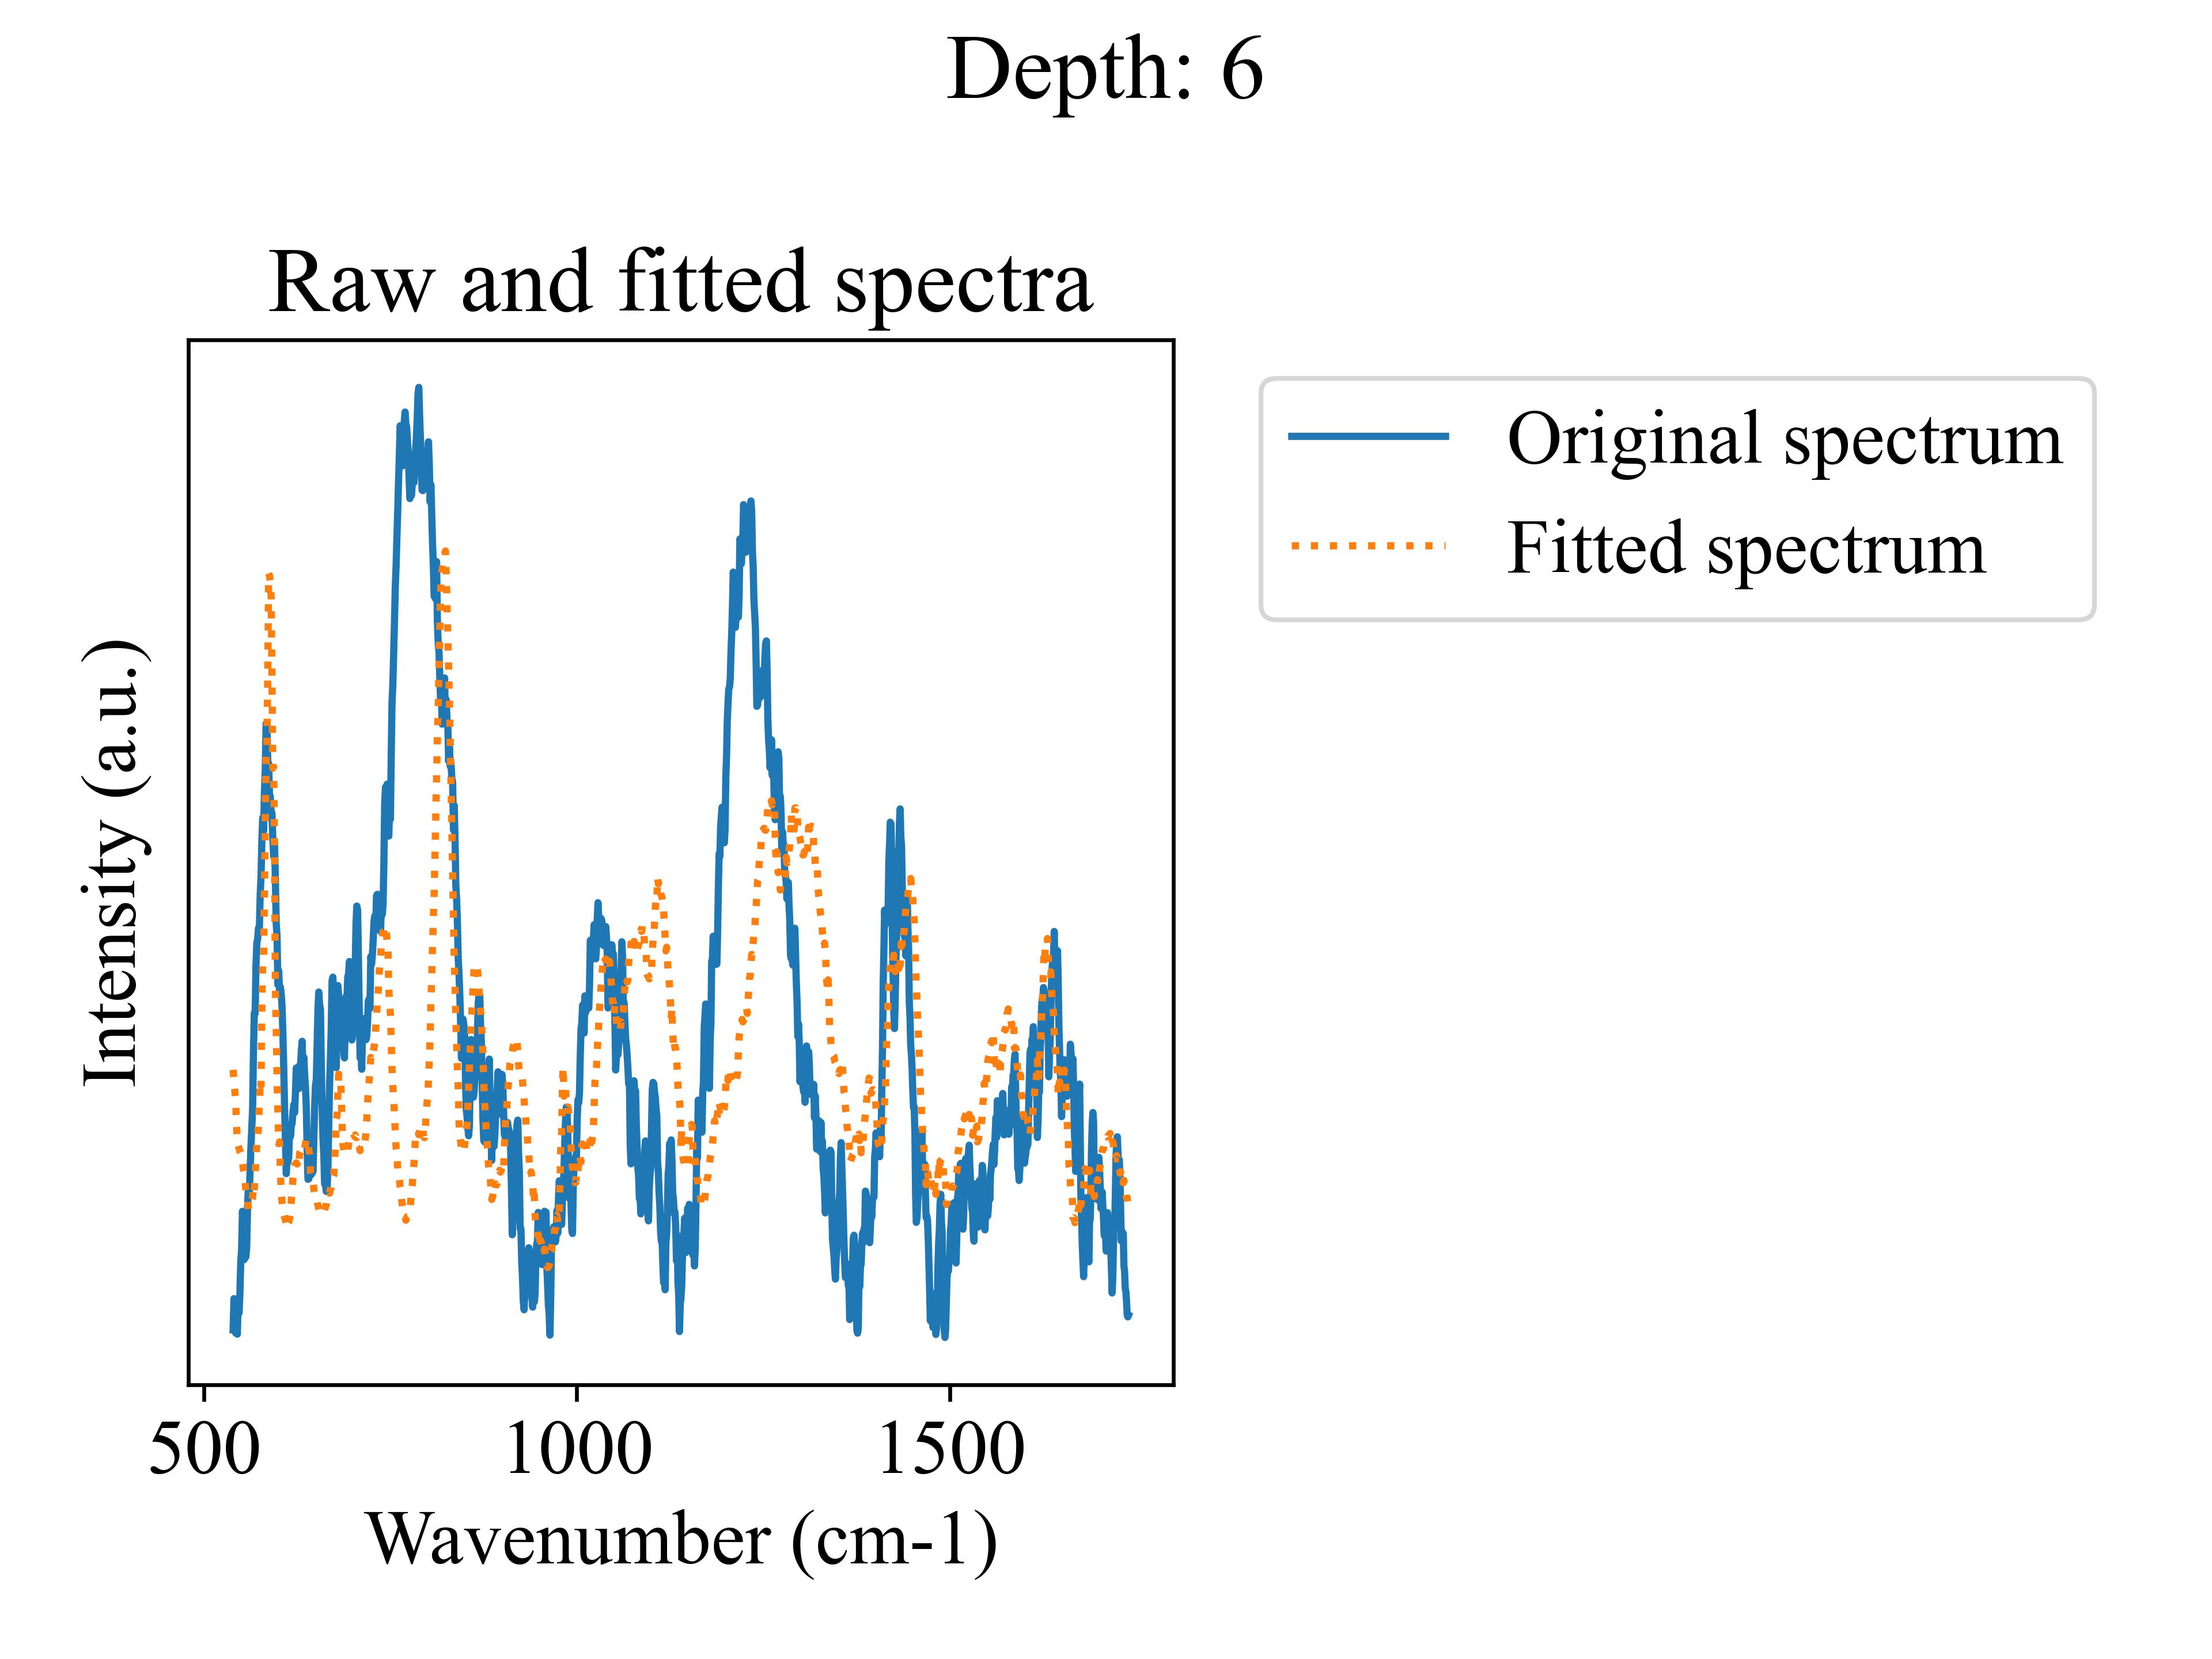 Depth: 6
Raw and fitted spectra
Original spectrum
Fitted spectrum
Intensity (a.u.)
500 1000 1500
Wavenumber (cm-1)